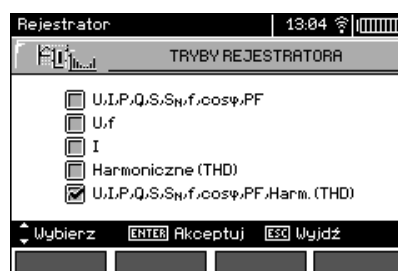 Rejestrator 13:04
TRYBY REJESTRATORA
U,I,P,Q,S,SN,f,cosφ,PF
U,f
I
Harmoniczne (THD)
U,I,P,Q,S,SN,f,cosφ,PF,Harm. (THD)
Wybierz ENTER Akceptuj ESC Wyjdź